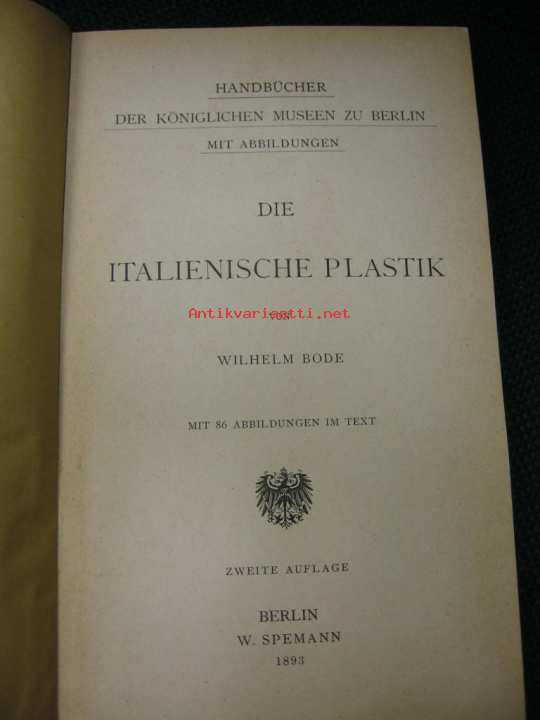 HANDBÜCHER
DER KÖNIGLICHEN MUSEEN ZU BERLIN
MIT ABBILDUNGEN
DIE
ITALIENISCHE PLASTIK
Antikvariaatti.net
VON
WILHELM BODE
MIT 86 ABBILDUNGEN IM TEXT
ZWEITE AUFLAGE
BERLIN
W. SPEMANN
1893